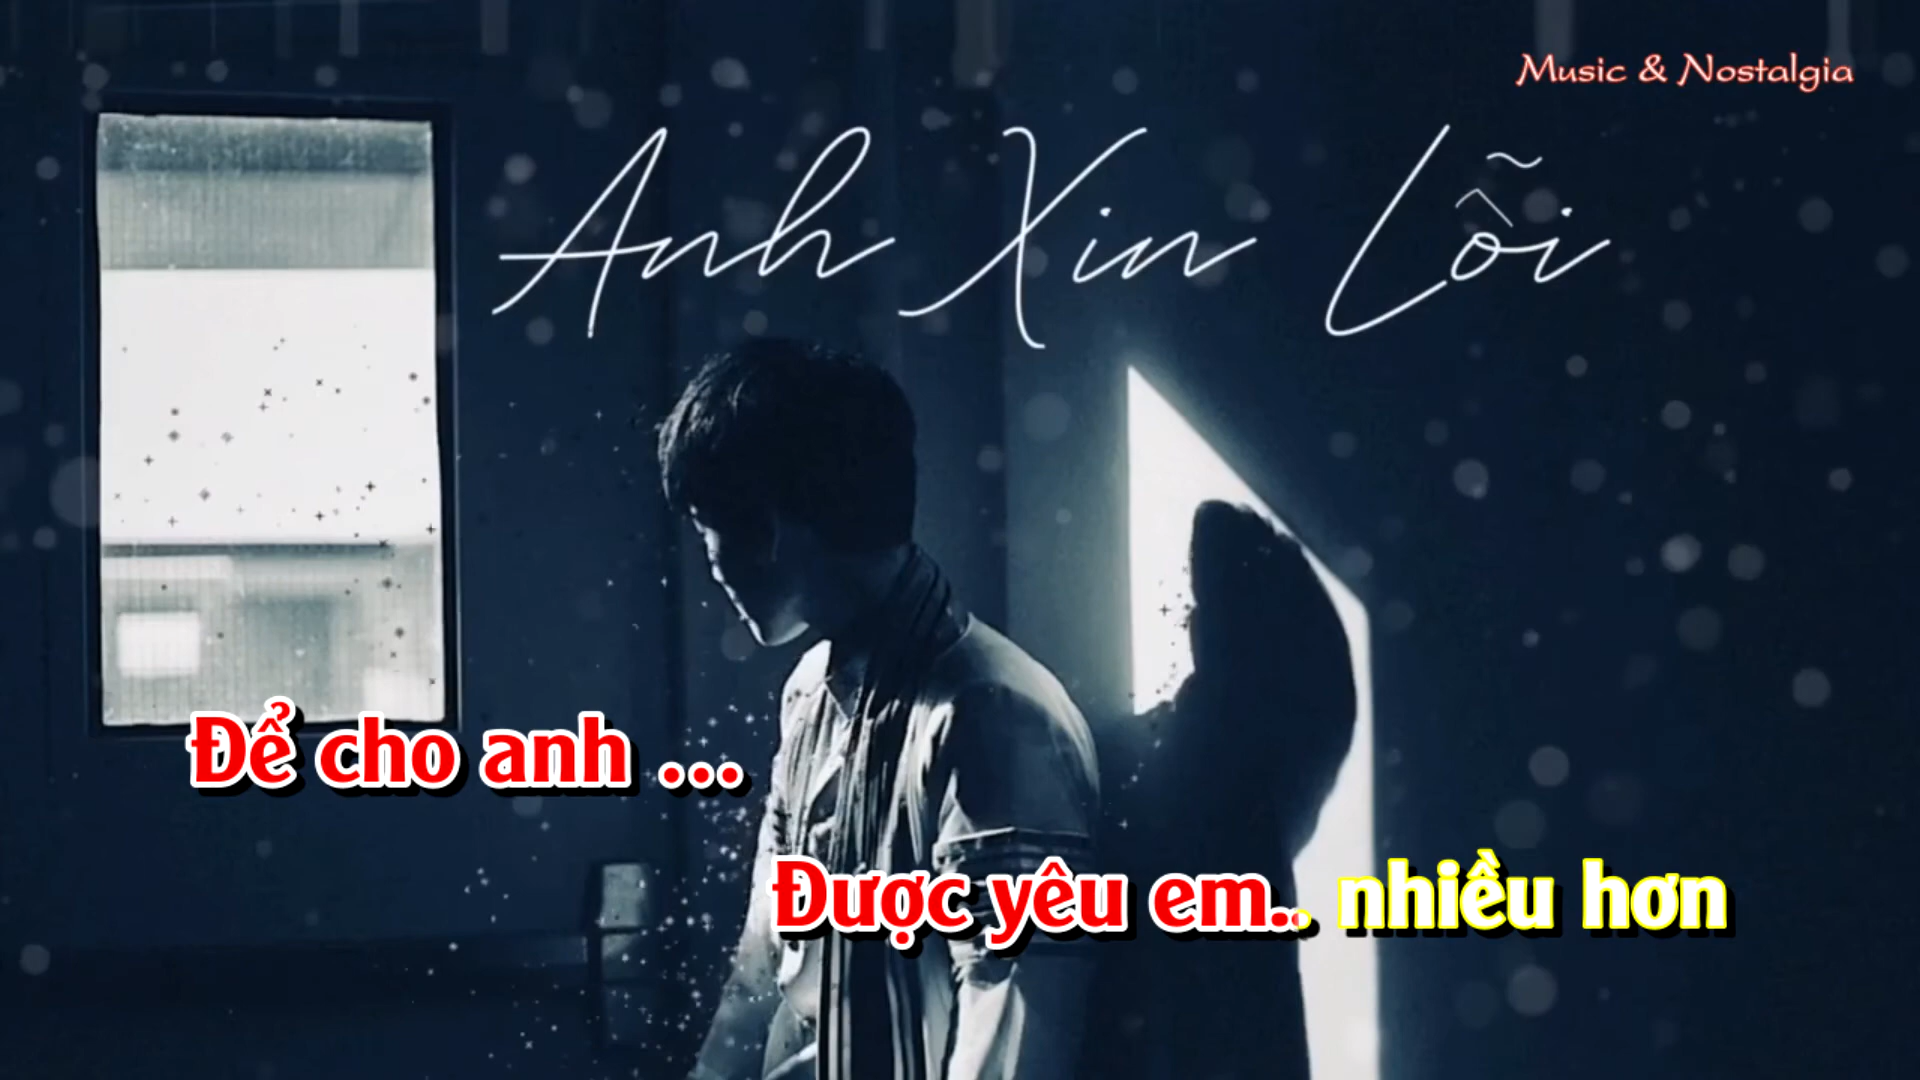 Music & Nostalgia
Anh Xin Lỗi
Để cho anh ...
Được yêu em... nhiều hơn